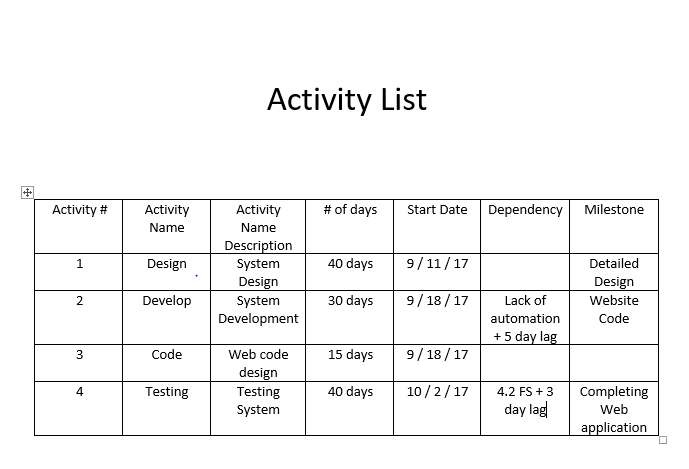 Activity List
Activity # Activity Name Activity Name Description # of days Start Date Dependency Milestone
1 Design System Design 40 days 9 / 11 / 17 Detailed Design
2 Develop System Development 30 days 9 / 18 / 17 Lack of automation + 5 day lag Website Code
3 Code Web code design 15 days 9 / 18 / 17
4 Testing Testing System 40 days 10 / 2 / 17 4.2 FS + 3 day lag Completing Web application